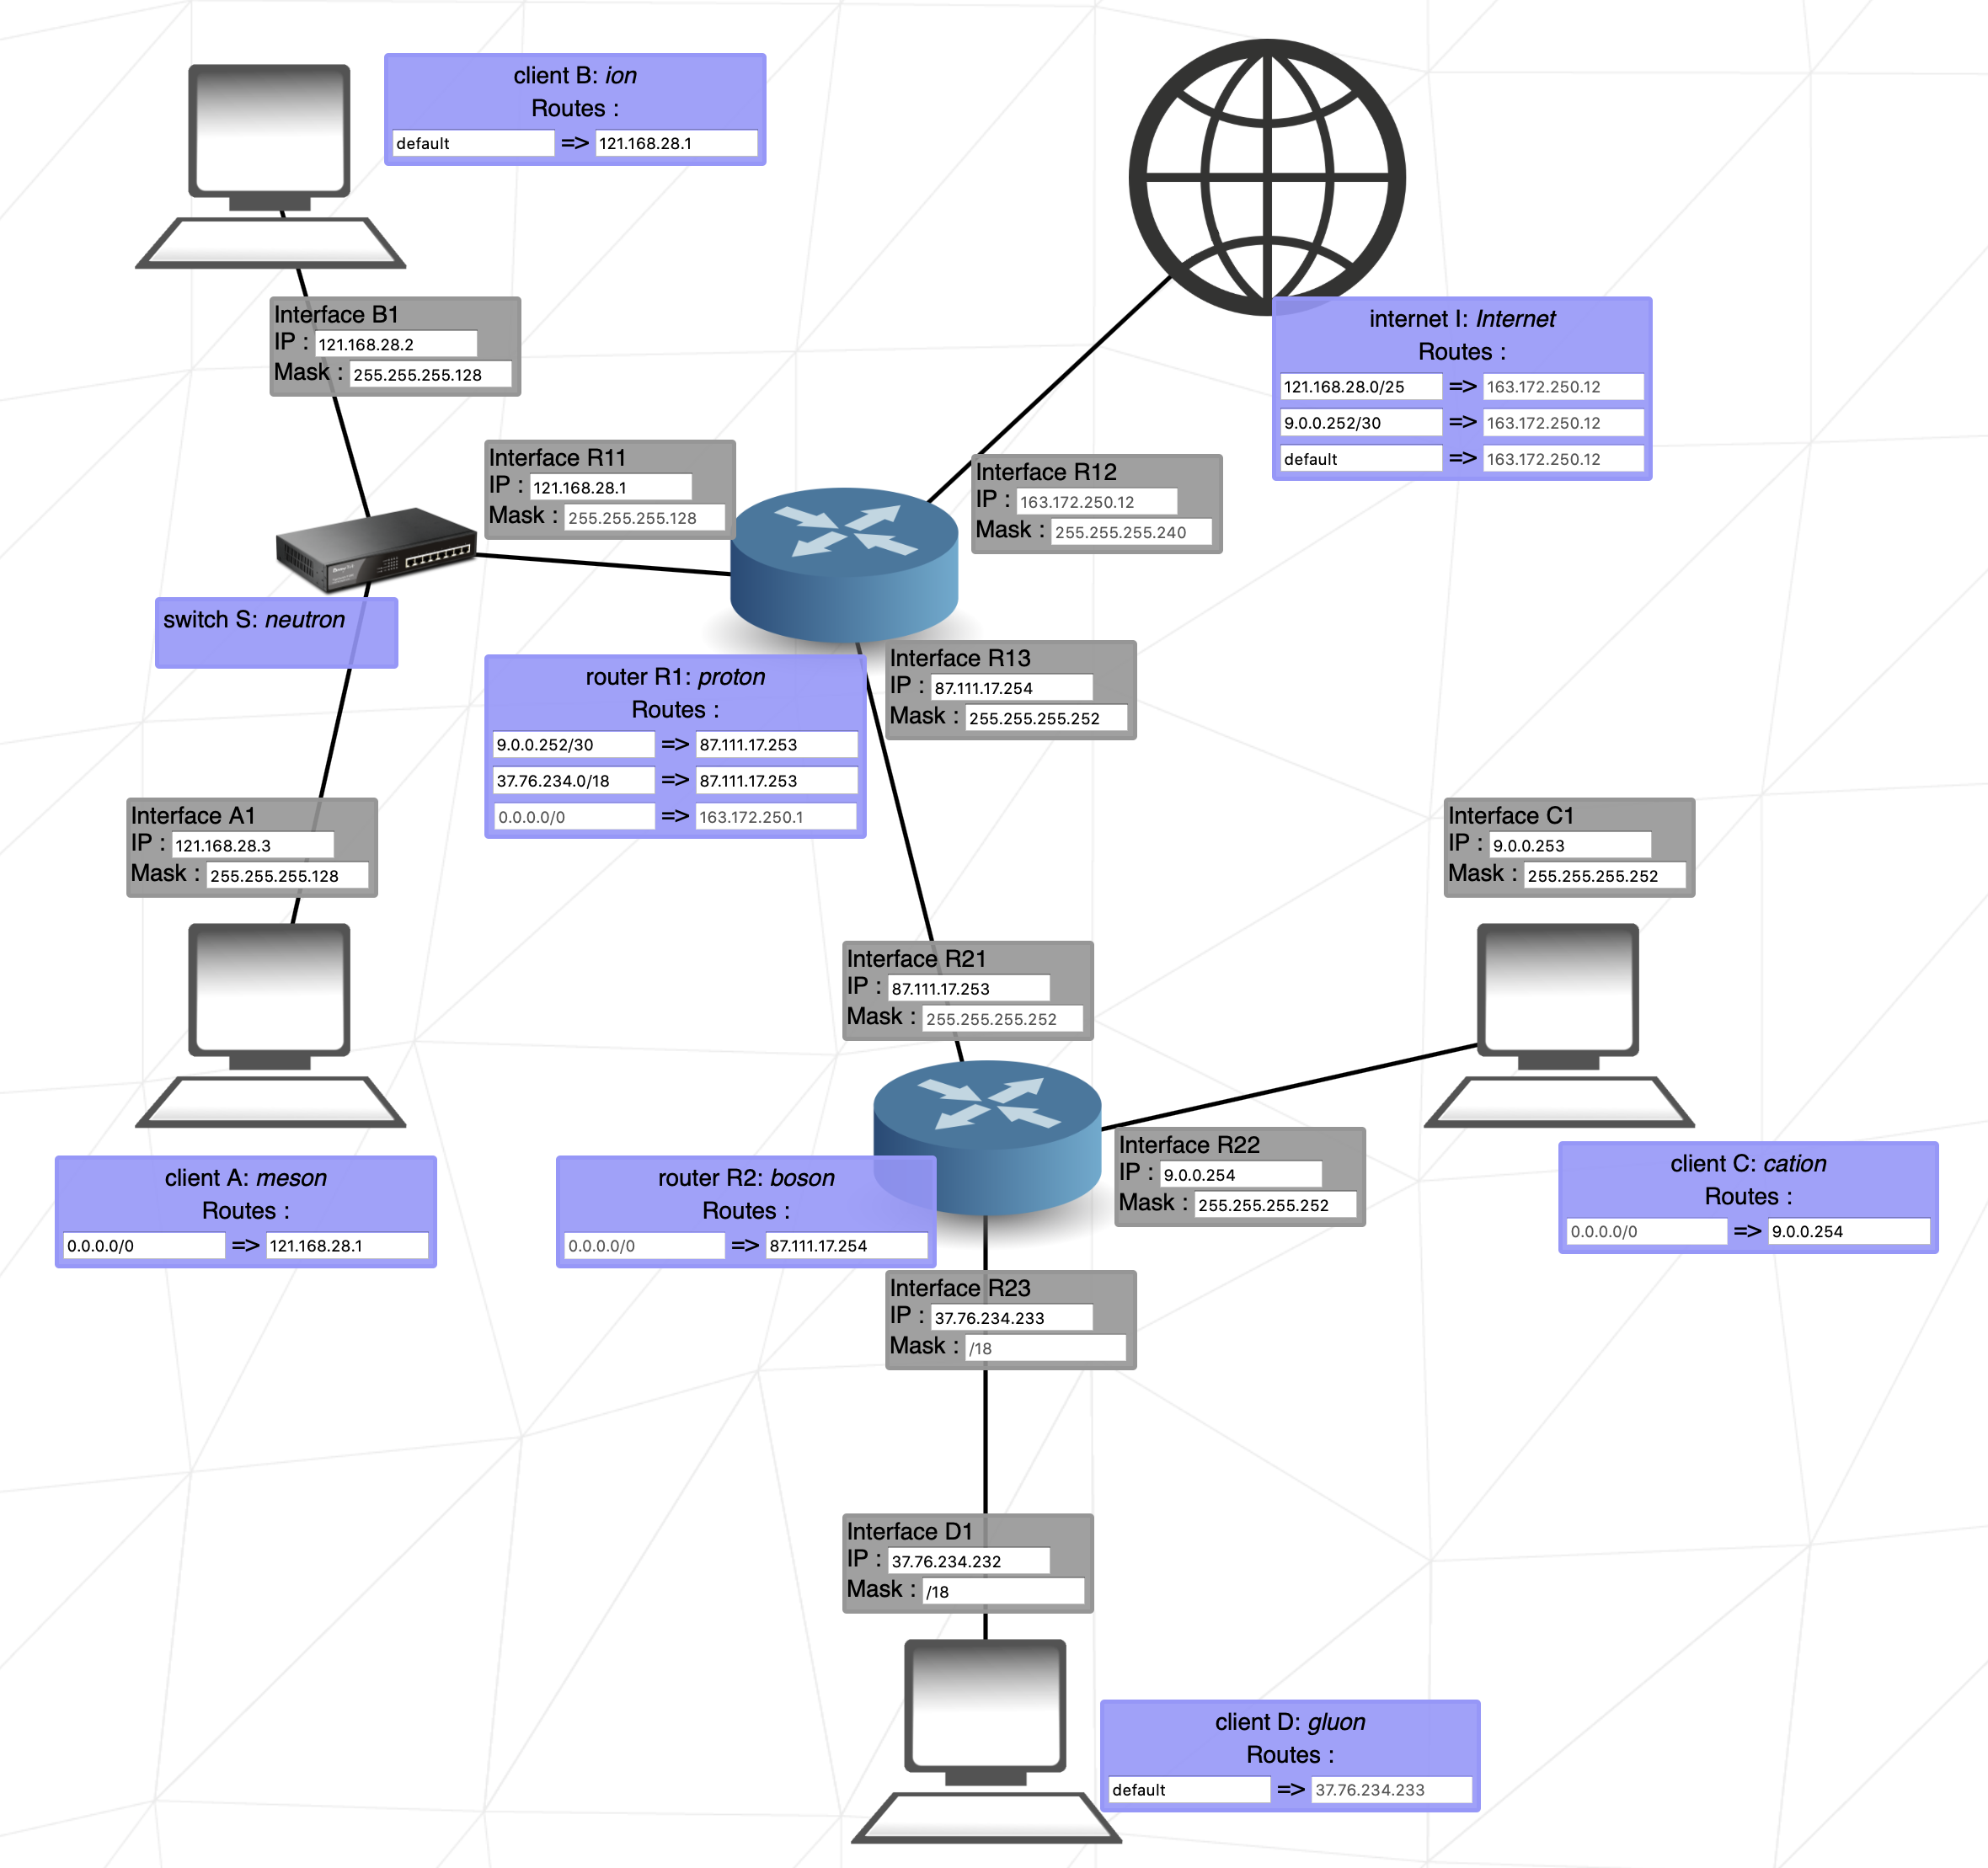 client B: ion
Routes :
default => 121.168.28.1
Interface B1
IP : 121.168.28.2
Mask : 255.255.255.128
internet I: Internet
Routes :
121.168.28.0/25 => 163.172.250.12
9.0.0.252/30 => 163.172.250.12
default => 163.172.250.12
Interface R11
IP : 121.168.28.1
Mask : 255.255.255.128
Interface R12
IP : 163.172.250.12
Mask : 255.255.255.240
switch S: neutron
router R1: proton
Routes :
9.0.0.252/30 => 87.111.17.253
37.76.234.0/18 => 87.111.17.253
0.0.0.0/0 => 163.172.250.1
Interface R13
IP : 87.111.17.254
Mask : 255.255.255.252
Interface A1
IP : 121.168.28.3
Mask : 255.255.255.128
Interface C1
IP : 9.0.0.253
Mask : 255.255.255.252
Interface R21
IP : 87.111.17.253
Mask : 255.255.255.252
client A: meson
Routes :
0.0.0.0/0 => 121.168.28.1
router R2: boson
Routes :
0.0.0.0/0 => 87.111.17.254
Interface R22
IP : 9.0.0.254
Mask : 255.255.255.252
client C: cation
Routes :
0.0.0.0/0 => 9.0.0.254
Interface R23
IP : 37.76.234.233
Mask : /18
Interface D1
IP : 37.76.234.232
Mask : /18
client D: gluon
Routes :
default => 37.76.234.233